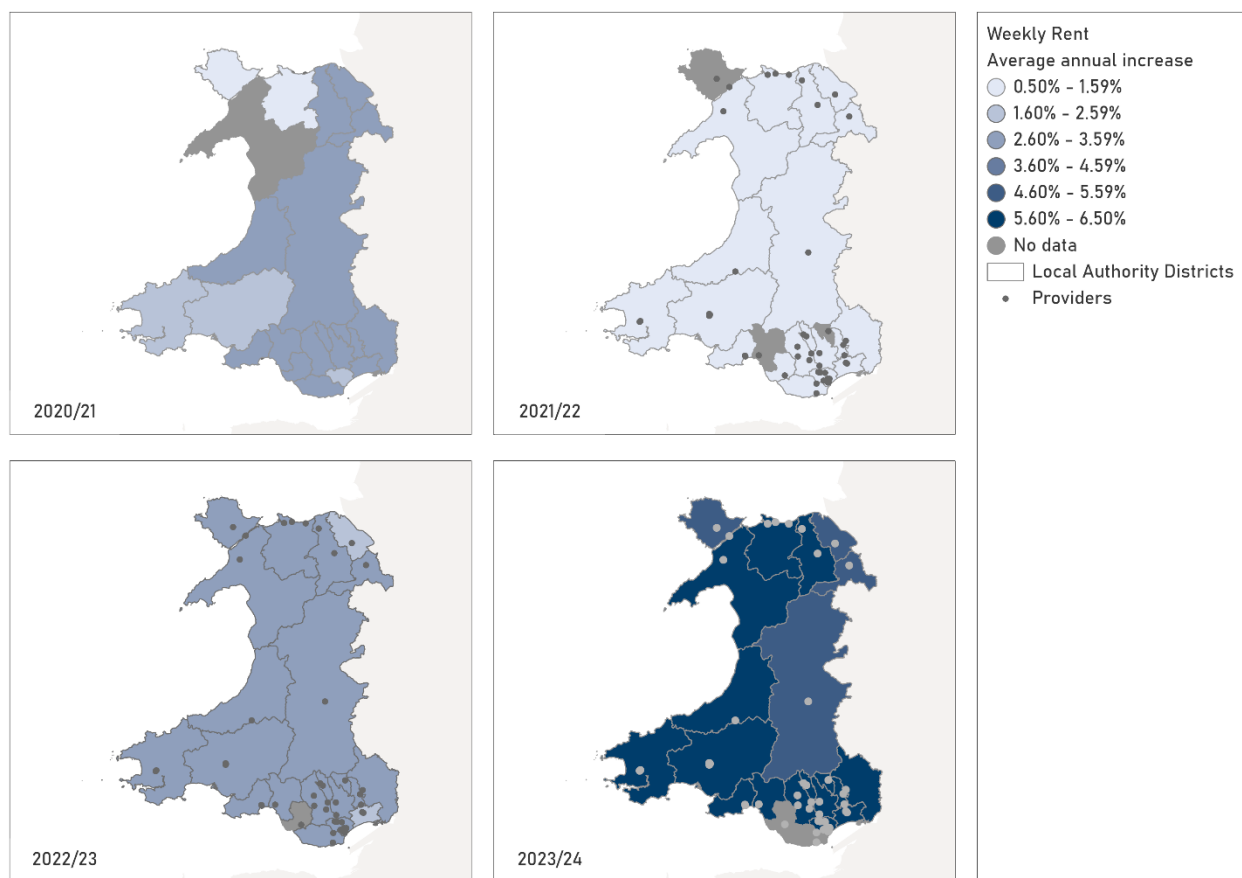 2020/21
2021/22
2022/23
2023/24
Weekly Rent
Average annual increase
0.50% - 1.59%
1.60% - 2.59%
2.60% - 3.59%
3.60% - 4.59%
4.60% - 5.59%
5.60% - 6.50%
No data
Local Authority Districts
Providers